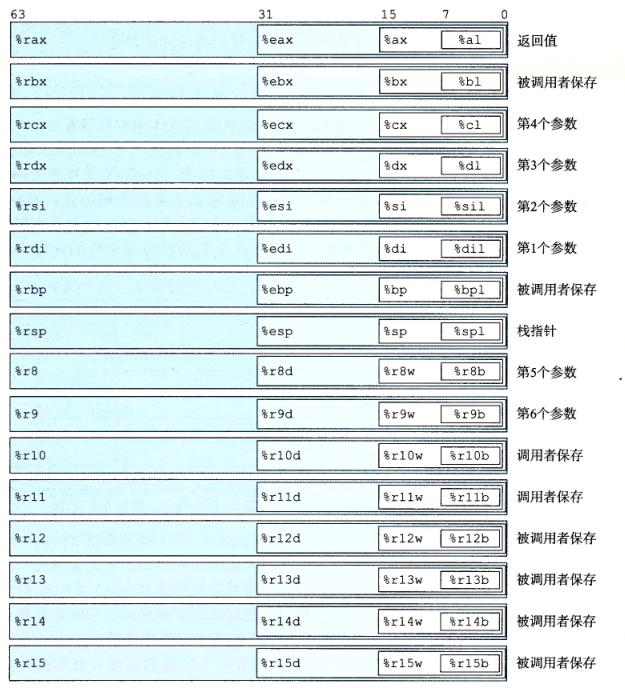 63 31 15 7 0
%rax %eax %ax %al 返回值
%rbx %ebx %bx %bl 被调用者保存
%rcx %ecx %cx %cl 第4个参数
%rdx %edx %dx %dl 第3个参数
%rsi %esi %si %sil 第2个参数
%rdi %edi %di %dil 第1个参数
%rbp %ebp %bp %bpl 被调用者保存
%rsp %esp %sp %spl 栈指针
%r8 %r8d %r8w %r8b 第5个参数
%r9 %r9d %r9w %r9b 第6个参数
%r10 %r10d %r10w %r10b 调用者保存
%r11 %r11d %r11w %r11b 调用者保存
%r12 %r12d %r12w %r12b 被调用者保存
%r13 %r13d %r13w %r13b 被调用者保存
%r14 %r14d %r14w %r14b 被调用者保存
%r15 %r15d %r15w %r15b 被调用者保存